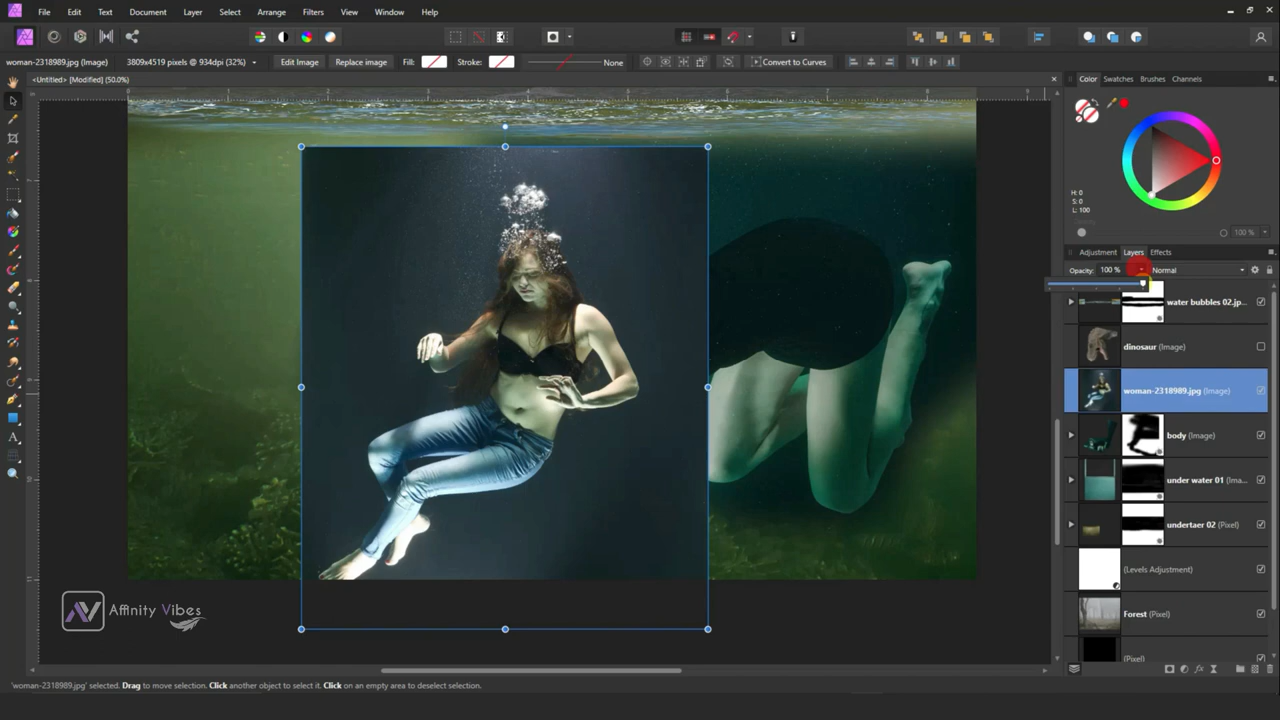 File Edit Text Document Layer Select Arrange Filters View Window Help
woman-2318989.jpg (Image) 3809x4519 pixels @ 934dpi (32%) Edit Image Replace image Fill: Stroke: None Convert to Curves
<Untitled> [Modified] (50.0%)
Color Swatches Brushes Channels
H: 0
S: 0
L: 100
100 %
Adjustment Layers Effects
Opacity: 100 % Normal
water bubbles 02.jp...
dinosaur (Image)
woman-2318989.jpg (Image)
body (Image)
under water 01 (Ima...
undertaer 02 (Pixel)
(Levels Adjustment)
Forest (Pixel)
(Pixel)
AV Affinity Vibes
'woman-2318989.jpg' selected. Drag to move selection. Click another object to select it. Click on an empty area to deselect selection.